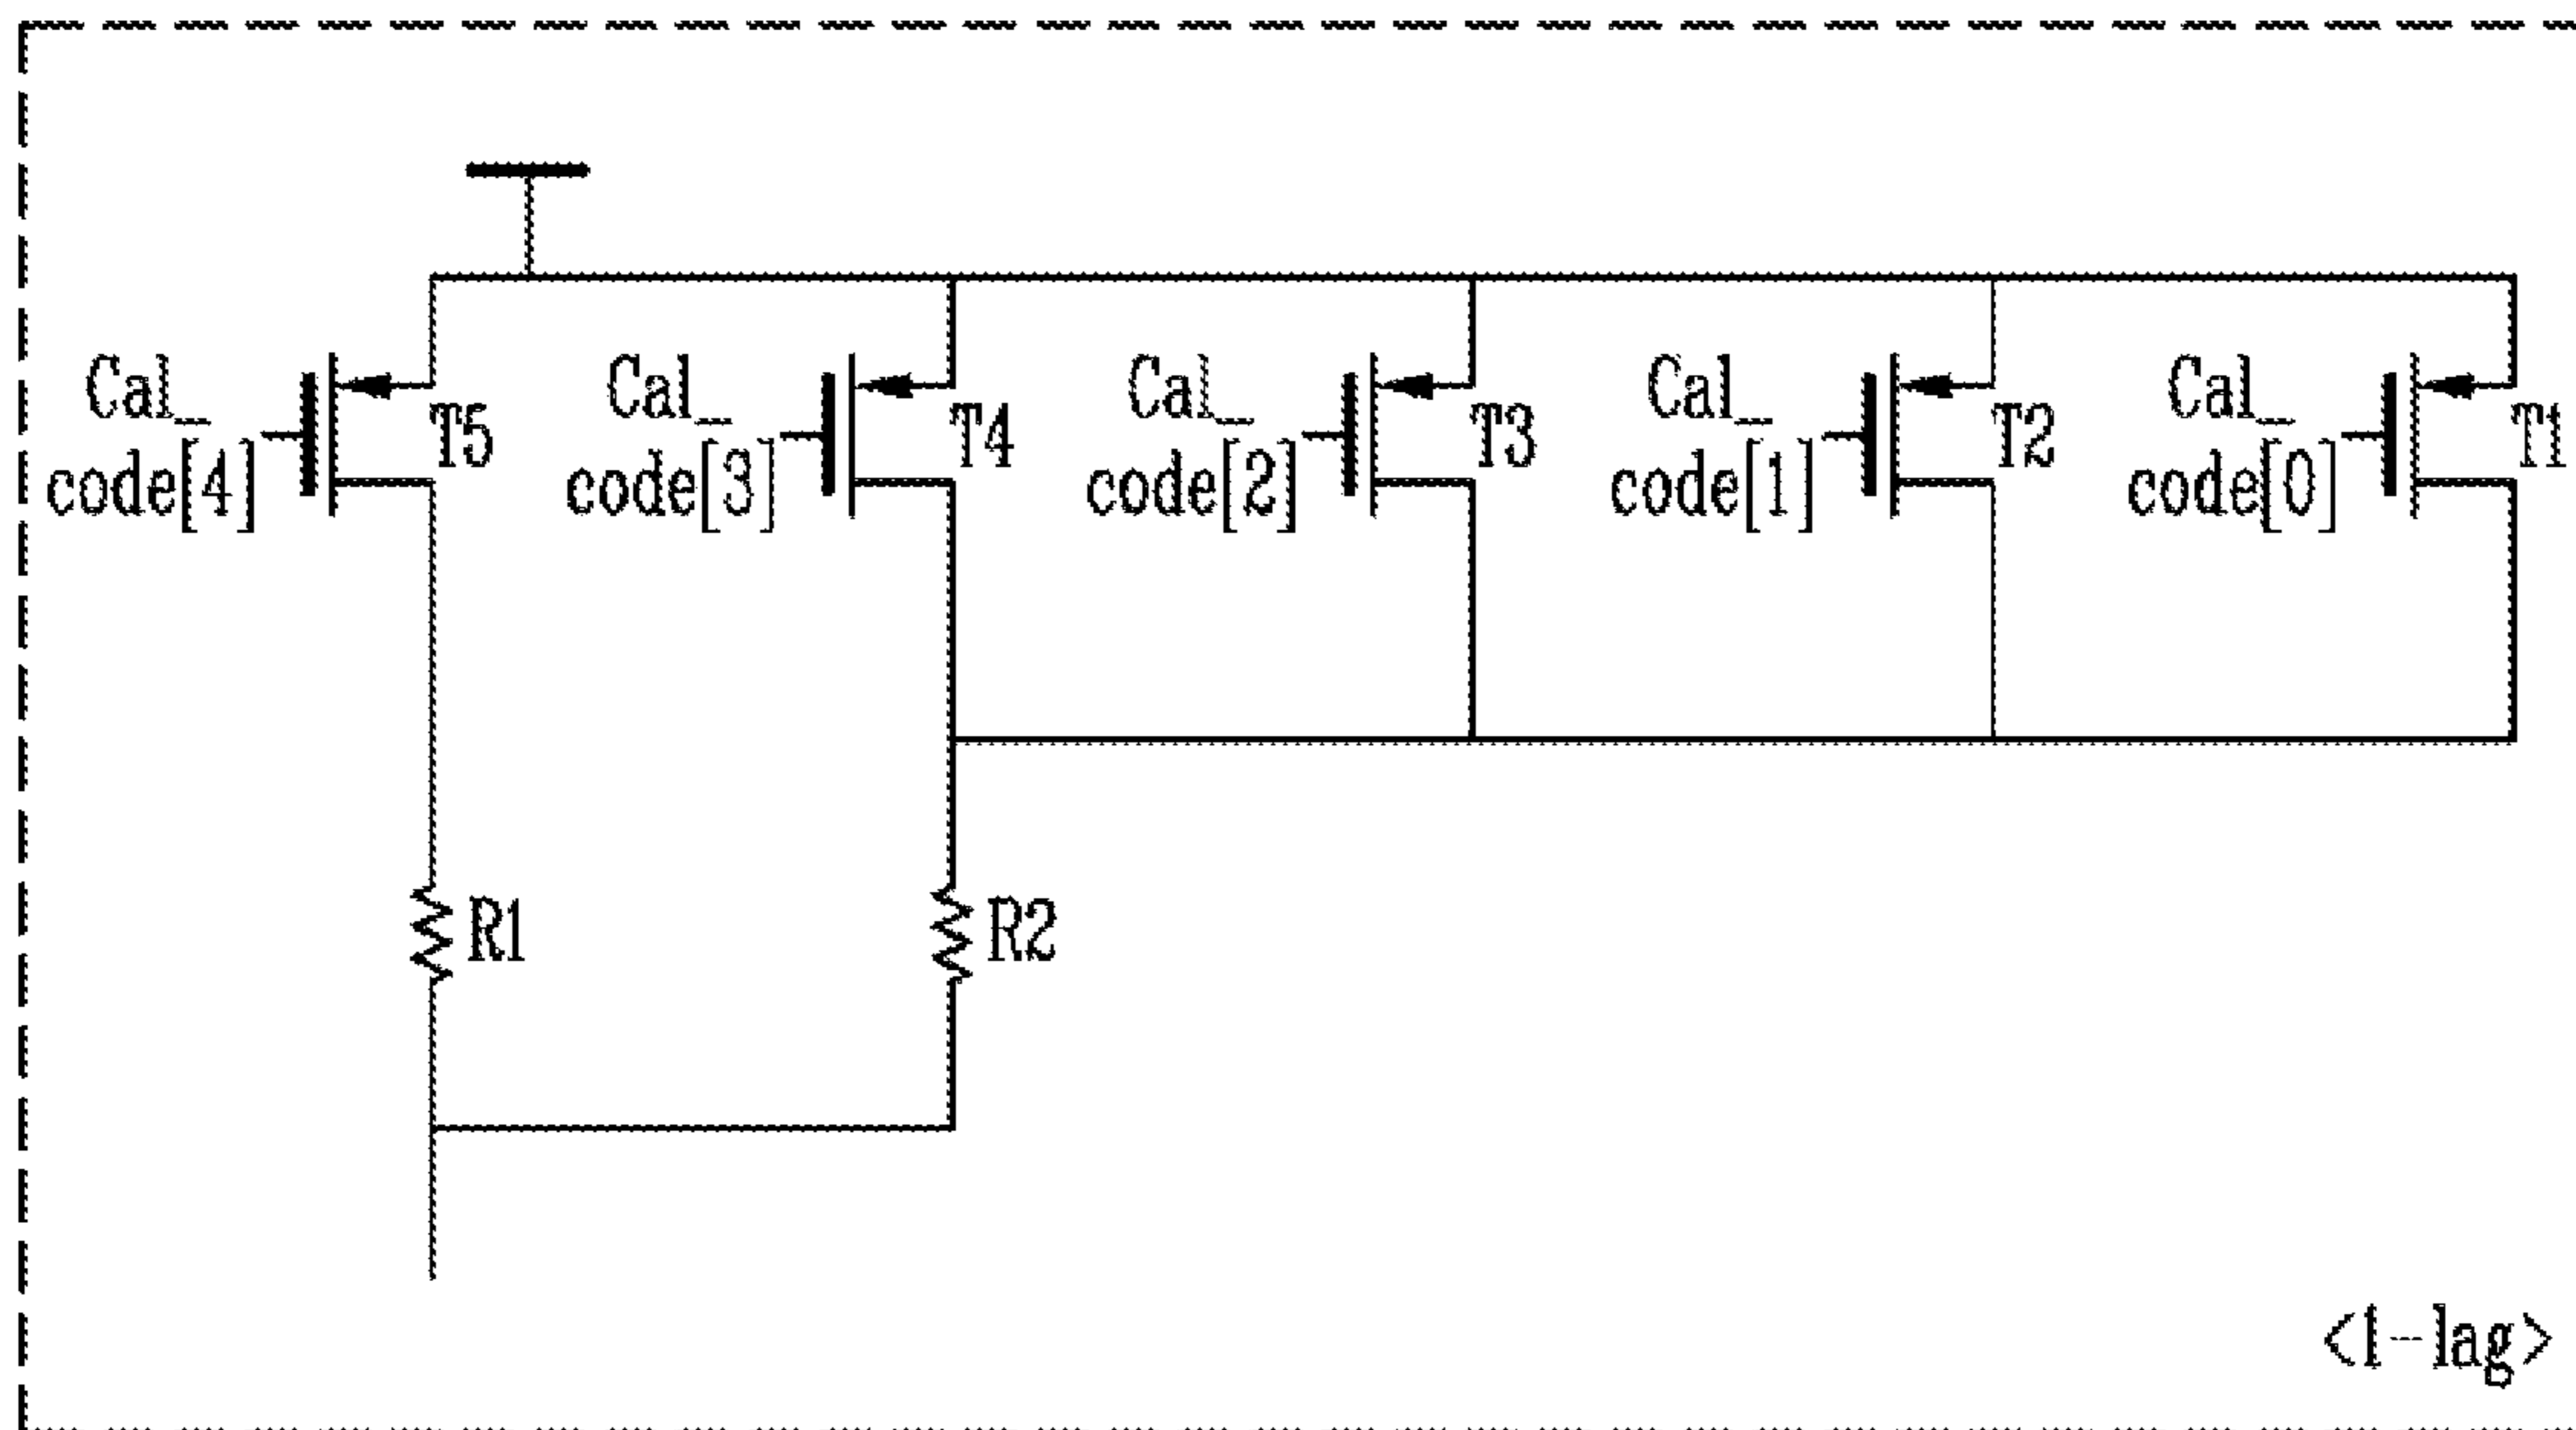 Cal_
code[4]
T5
Cal_
code[3]
T4
Cal_
code[2]
T3
Cal_
code[1]
T2
Cal_
code[0]
T1
R1
R2
<1-lag>